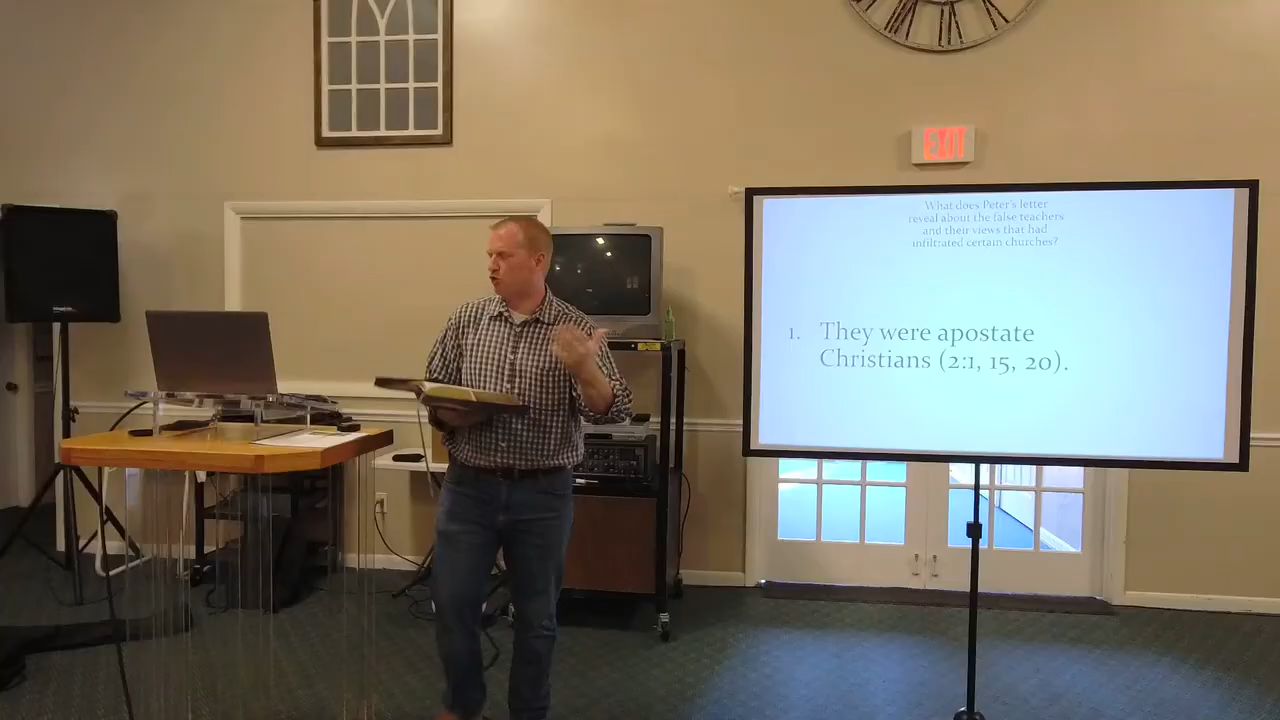 EXIT
What does Peter's letter
reveal about the false teachers
and their views that had
infiltrated certain churches?
1. They were apostate
Christians (2:1, 15, 20).